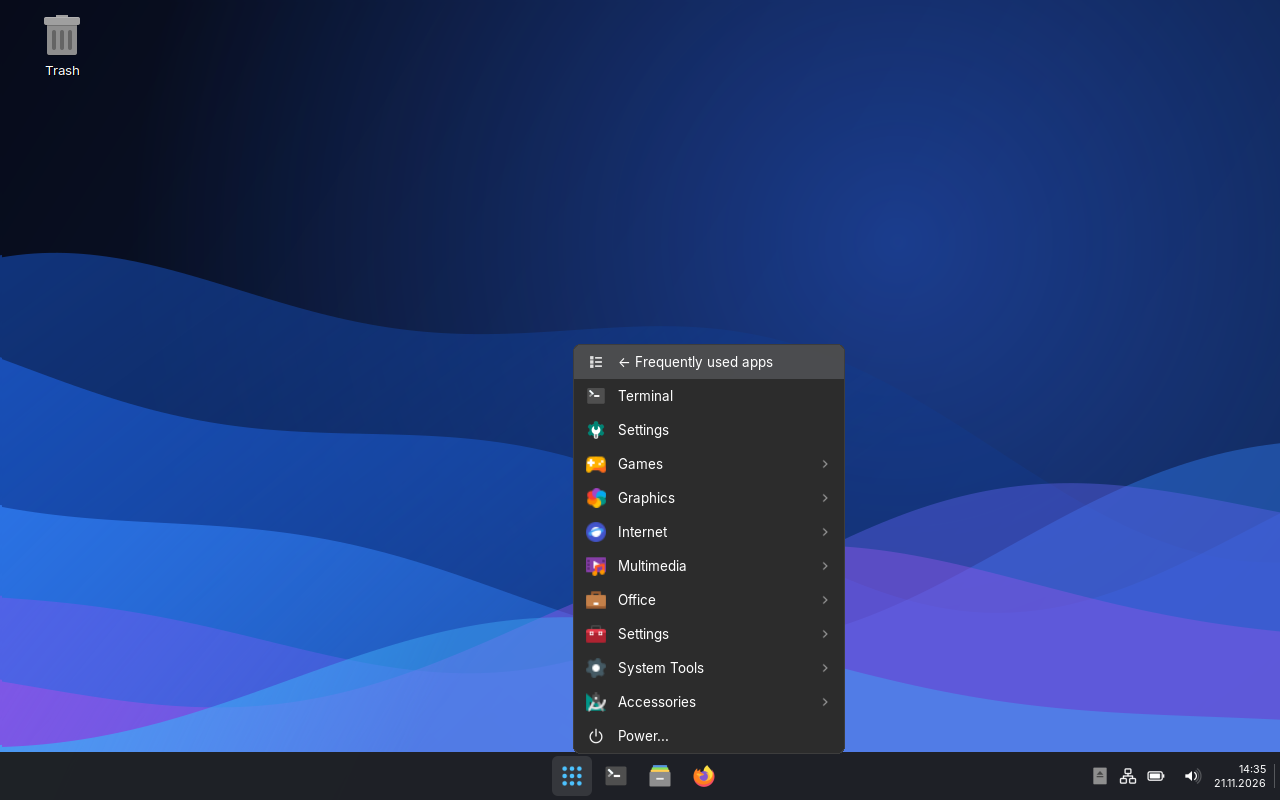 Trash
← Frequently used apps
Terminal
Settings
Games
Graphics
Internet
Multimedia
Office
Settings
System Tools
Accessories
Power...
14:35
21.11.2026